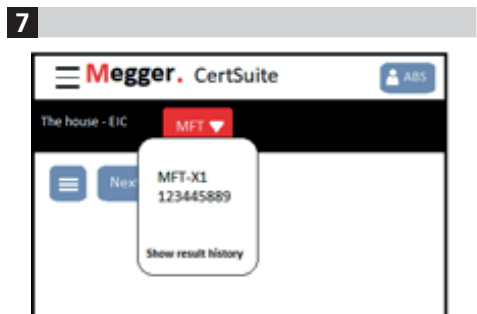 7
Megger. CertSuite
ABS
The house - EIC
MFT
Next
MFT-X1
123445889
Show result history